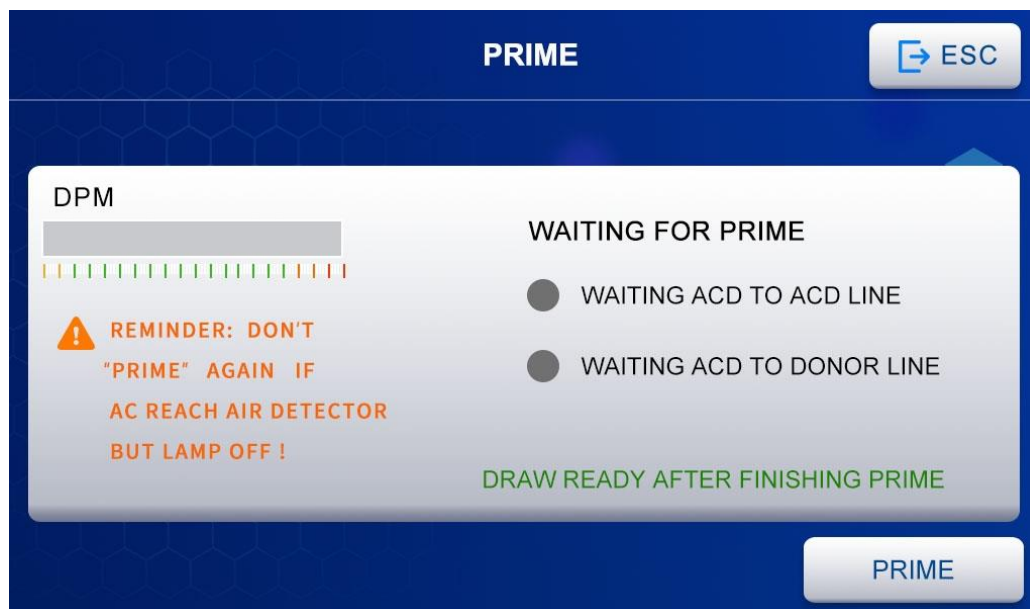 PRIME
ESC
DPM
REMINDER: DON'T
"PRIME" AGAIN IF
AC REACH AIR DETECTOR
BUT LAMP OFF !
WAITING FOR PRIME
WAITING ACD TO ACD LINE
WAITING ACD TO DONOR LINE
DRAW READY AFTER FINISHING PRIME
PRIME